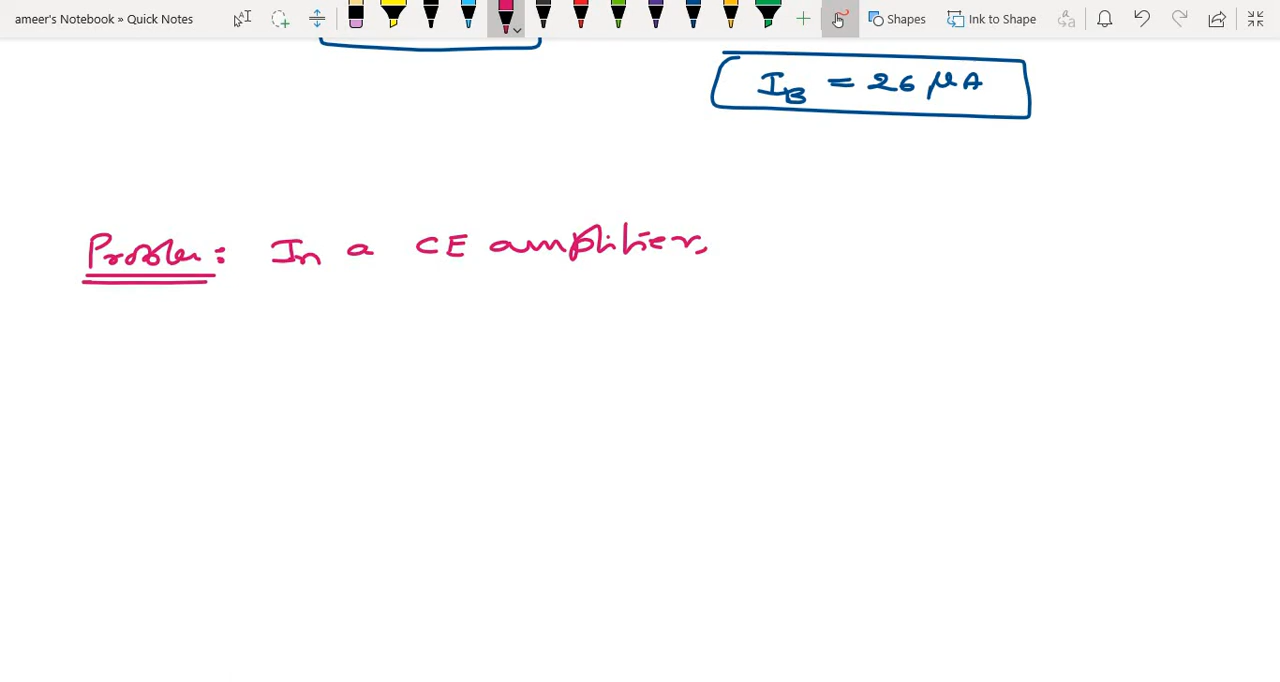 ameer's Notebook » Quick Notes
Shapes
Ink to Shape
I_B = 26 μA
Problem: In a CE amplifier,